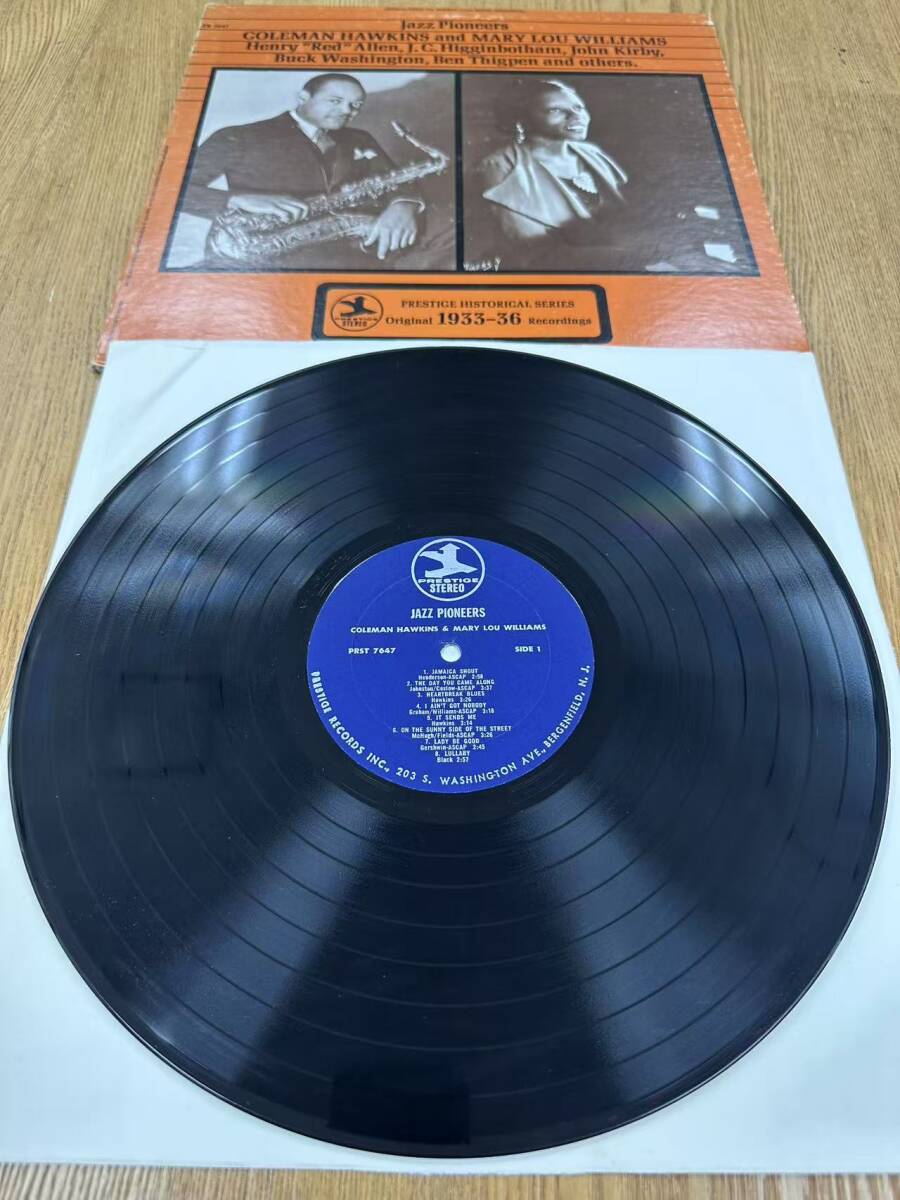 Jazz Pioneers
COLEMAN HAWKINS and MARY LOU WILLIAMS
Henry "Red" Allen, J.C. Higginbotham, John Kirby,
Buck Washington, Ben Thigpen and others.
PRESTIGE
STEREO
PRESTIGE HISTORICAL SERIES
Original 1933-36 Recordings
PRESTIGE
STEREO
JAZZ PIONEERS
COLEMAN HAWKINS & MARY LOU WILLIAMS
PRST 7647 SIDE 1
1. JAMAICA SHOUT
Henderson-ASCAP 2:58
2. THE DAY YOU CAME ALONG
Johnston/Coslow-ASCAP 3:37
3. HEARTBREAK BLUES
Hawkins 3:26
4. I AIN'T GOT NOBODY
Graham/Williams-ASCAP 3:18
5. IT SENDS ME
Hawkins 3:14
6. ON THE SUNNY SIDE OF THE STREET
McHugh/Fields-ASCAP 3:26
7. LADY BE GOOD
Gershwin-ASCAP 2:45
8. LULLABY
Black 2:57
PRESTIGE RECORDS INC., 203 S. WASHINGTON AVE., BERGENFIELD, N. J.